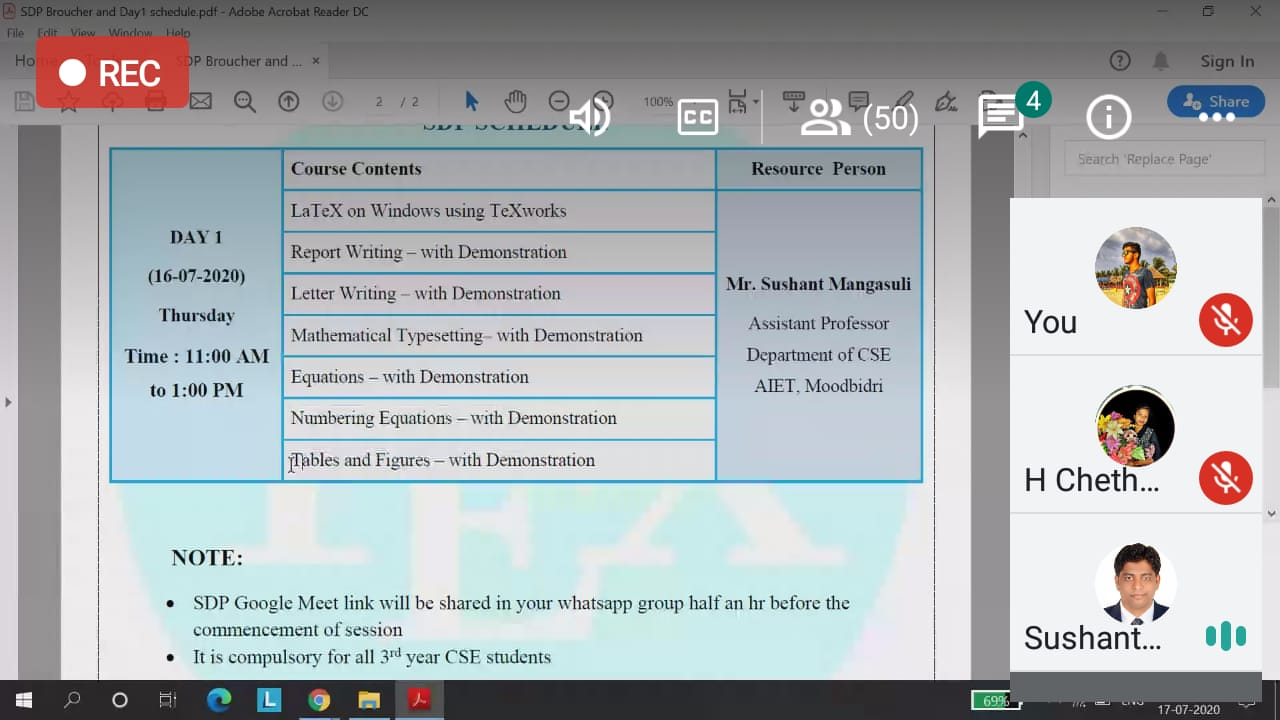 SDP Broucher and Day1 schedule.pdf - Adobe Acrobat Reader DC
File Edit View Window Help
SDP Broucher and ... ×
Sign In
REC
2 / 2
100%
Share
CC
(50)
4
SDP SCHEDULE
Search 'Replace Page'
Course Contents
Resource Person
DAY 1
(16-07-2020)
Thursday
Time : 11:00 AM
to 1:00 PM
LaTeX on Windows using TeXworks
Report Writing – with Demonstration
Letter Writing – with Demonstration
Mathematical Typesetting– with Demonstration
Equations – with Demonstration
Numbering Equations – with Demonstration
Tables and Figures – with Demonstration
Mr. Sushant Mangasuli
Assistant Professor
Department of CSE
AIET, Moodbidri
You
H Cheth...
Sushant...
NOTE:
• SDP Google Meet link will be shared in your whatsapp group half an hr before the
commencement of session
• It is compulsory for all 3rd year CSE students
L
69%
ENG
17-07-2020